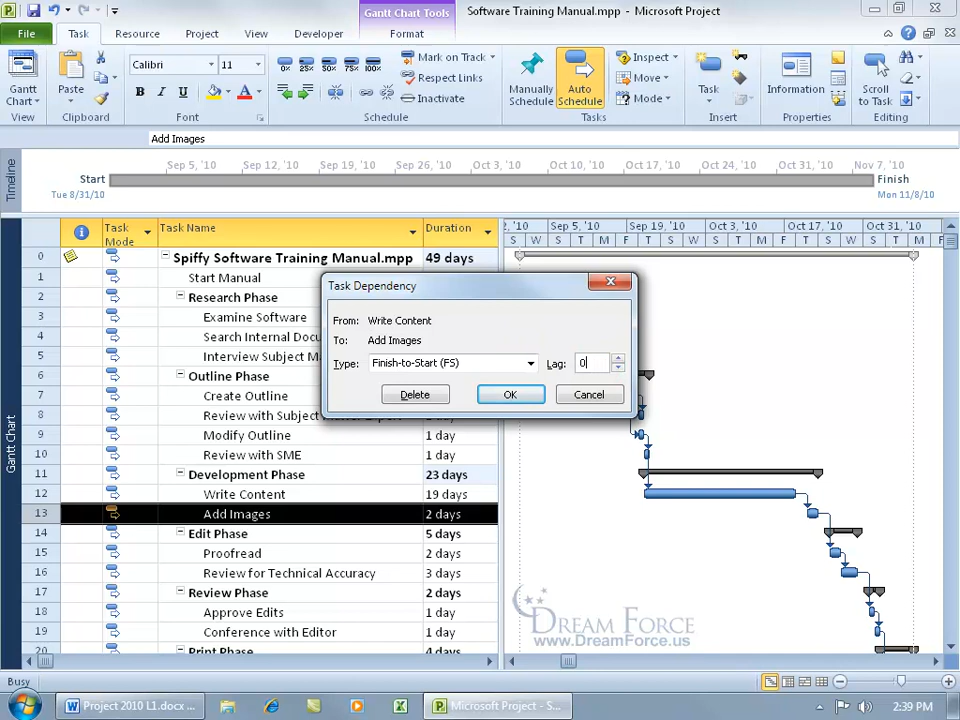 Gantt Chart Tools
Software Training Manual.mpp - Microsoft Project
File Task Resource Project View Developer Format
Gantt Chart
View
Paste
Clipboard
Calibri 11
B I U A
Font
0% 25% 50% 75% 100%
Mark on Track
Respect Links
Inactivate
Schedule
Manually Schedule
Auto Schedule
Inspect
Move
Mode
Tasks
Task
Insert
Information
Properties
Scroll to Task
Editing
Add Images
Timeline
Sep 5, '10 Sep 12, '10 Sep 19, '10 Sep 26, '10 Oct 3, '10 Oct 10, '10 Oct 17, '10 Oct 24, '10 Oct 31, '10 Nov 7, '10
Start Finish
Tue 8/31/10 Mon 11/8/10
Gantt Chart
Task Mode Task Name Duration
2, '10 Sep 5, '10 Sep 19, '10 Oct 3, '10 Oct 17, '10 Oct 31, '10
S W S T M F T S W S T M F T S W S T M
0 Spiffy Software Training Manual.mpp 49 days
1 Start Manual
2 Research Phase
3 Examine Software
4 Search Internal Docu
5 Interview Subject M
6 Outline Phase
7 Create Outline
8 Review with Subject
9 Modify Outline 1 day
10 Review with SME 1 day
11 Development Phase 23 days
12 Write Content 19 days
13 Add Images 2 days
14 Edit Phase 5 days
15 Proofread 2 days
16 Review for Technical Accuracy 3 days
17 Review Phase 2 days
18 Approve Edits 1 day
19 Conference with Editor 1 day
20 Print Phase 4 days
Task Dependency
From: Write Content
To: Add Images
Type: Finish-to-Start (FS) Lag: 0
Delete OK Cancel
DREAM FORCE
www.DreamForce.us
Busy
Project 2010 L1.docx ...
Microsoft Project - S...
2:39 PM